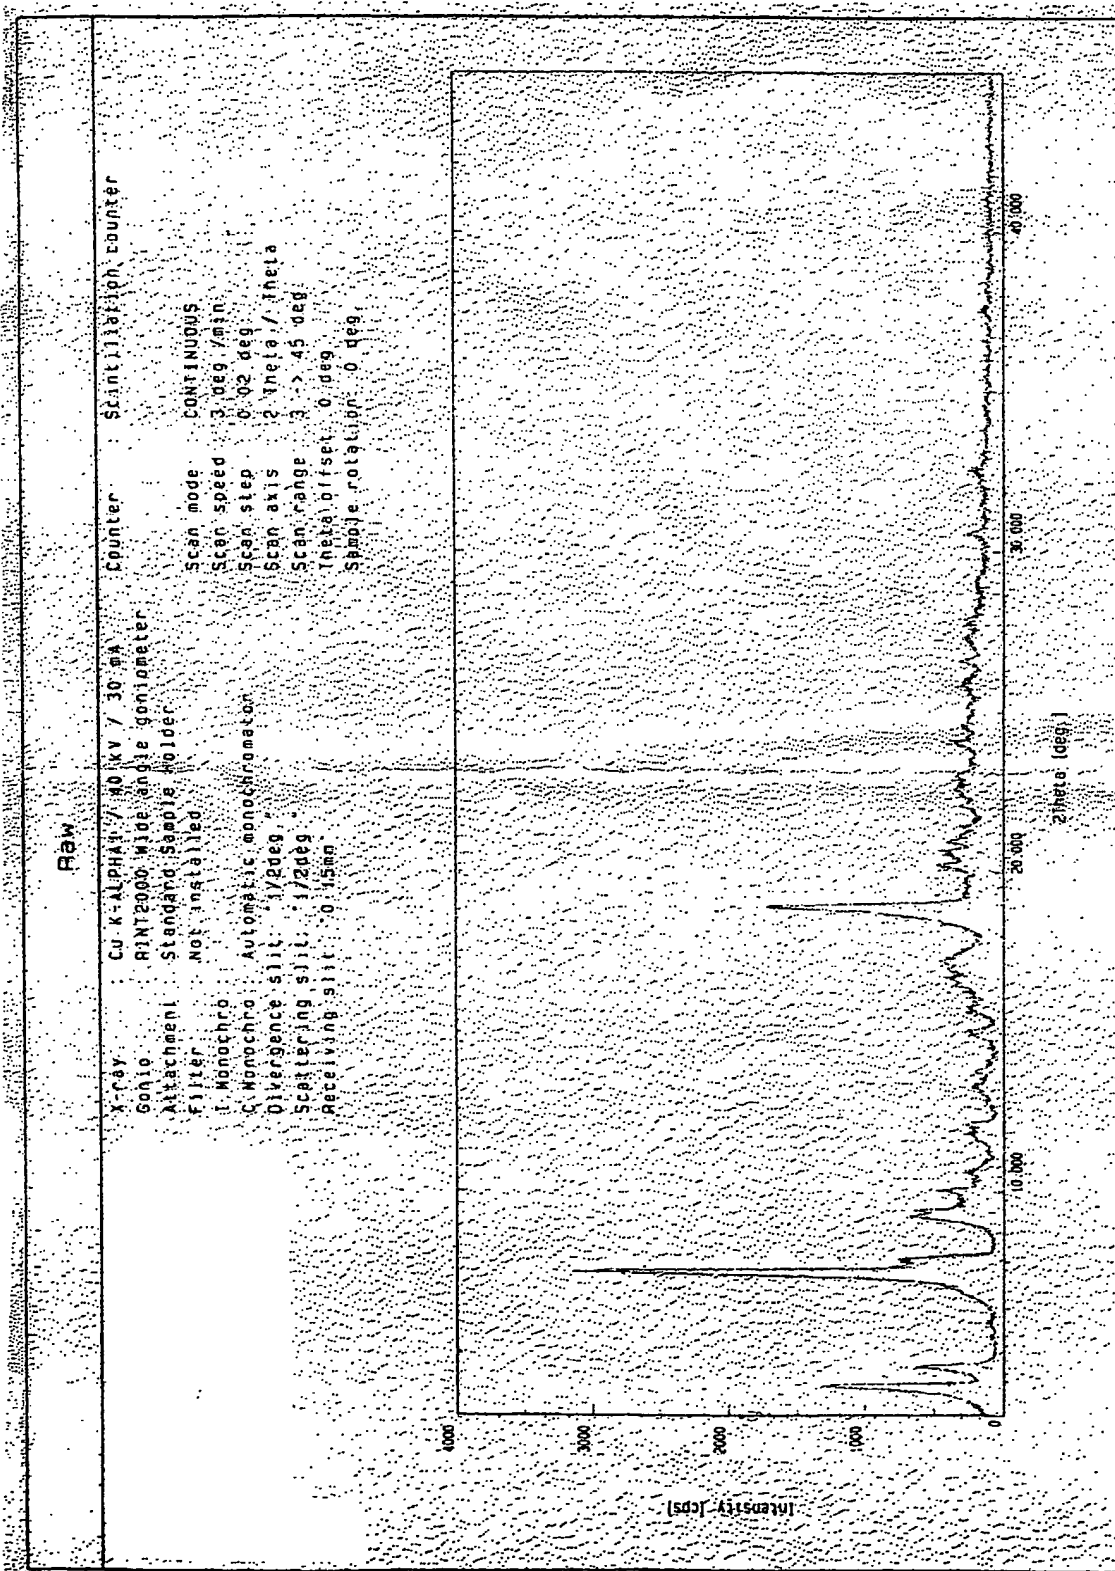 Raw
X-ray : Cu K-ALPHA1 / 40 kV / 30 mA
Counter : Scintillation counter
Gonio : RINT2000 Wide angle goniometer
Attachment : Standard Sample Holder
Filter : Not installed
I. Monochro :
C. Monochro : Automatic monochromaton
Divergence slit : 1/2deg.
Scattering slit : 1/2deg.
Receiving slit : 0.15mm
Scan mode : CONTINUOUS
Scan speed : 3 deg /min
Scan step : 0.02 deg
Scan axis : 2 Theta / Theta
Scan range : 3 -> 45 deg
Theta offset : 0 deg
Sample rotation : 0 deg
Intensity [cps]
4000
3000
2000
1000
0
10.000
20.000
30.000
40.000
2Theta [deg]